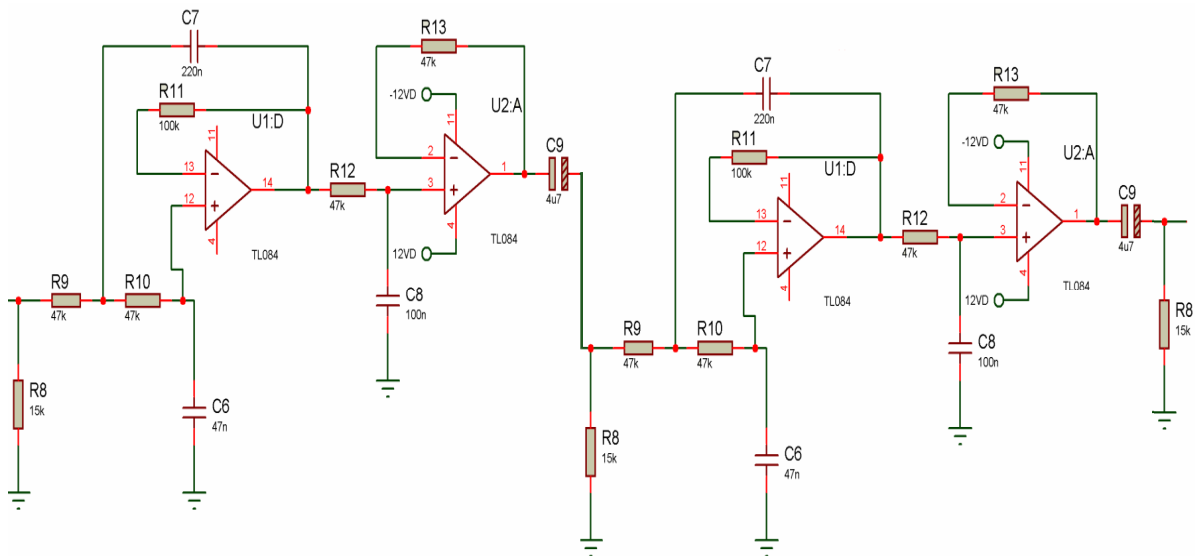 C7
220n
R13
47k
R11
100k
U1:D
-12VD
U2:A
11
11
13
12
14
4
TL084
R12
47k
2
3
1
4
12VD
TL084
C9
4u7
R9
47k
R10
47k
C8
100n
R8
15k
C6
47n
C7
220n
R13
47k
R11
100k
U1:D
-12VD
U2:A
11
11
13
12
14
4
TL084
R12
47k
2
3
1
4
12VD
TL084
C9
4u7
R9
47k
R10
47k
C8
100n
R8
15k
R8
15k
C6
47n